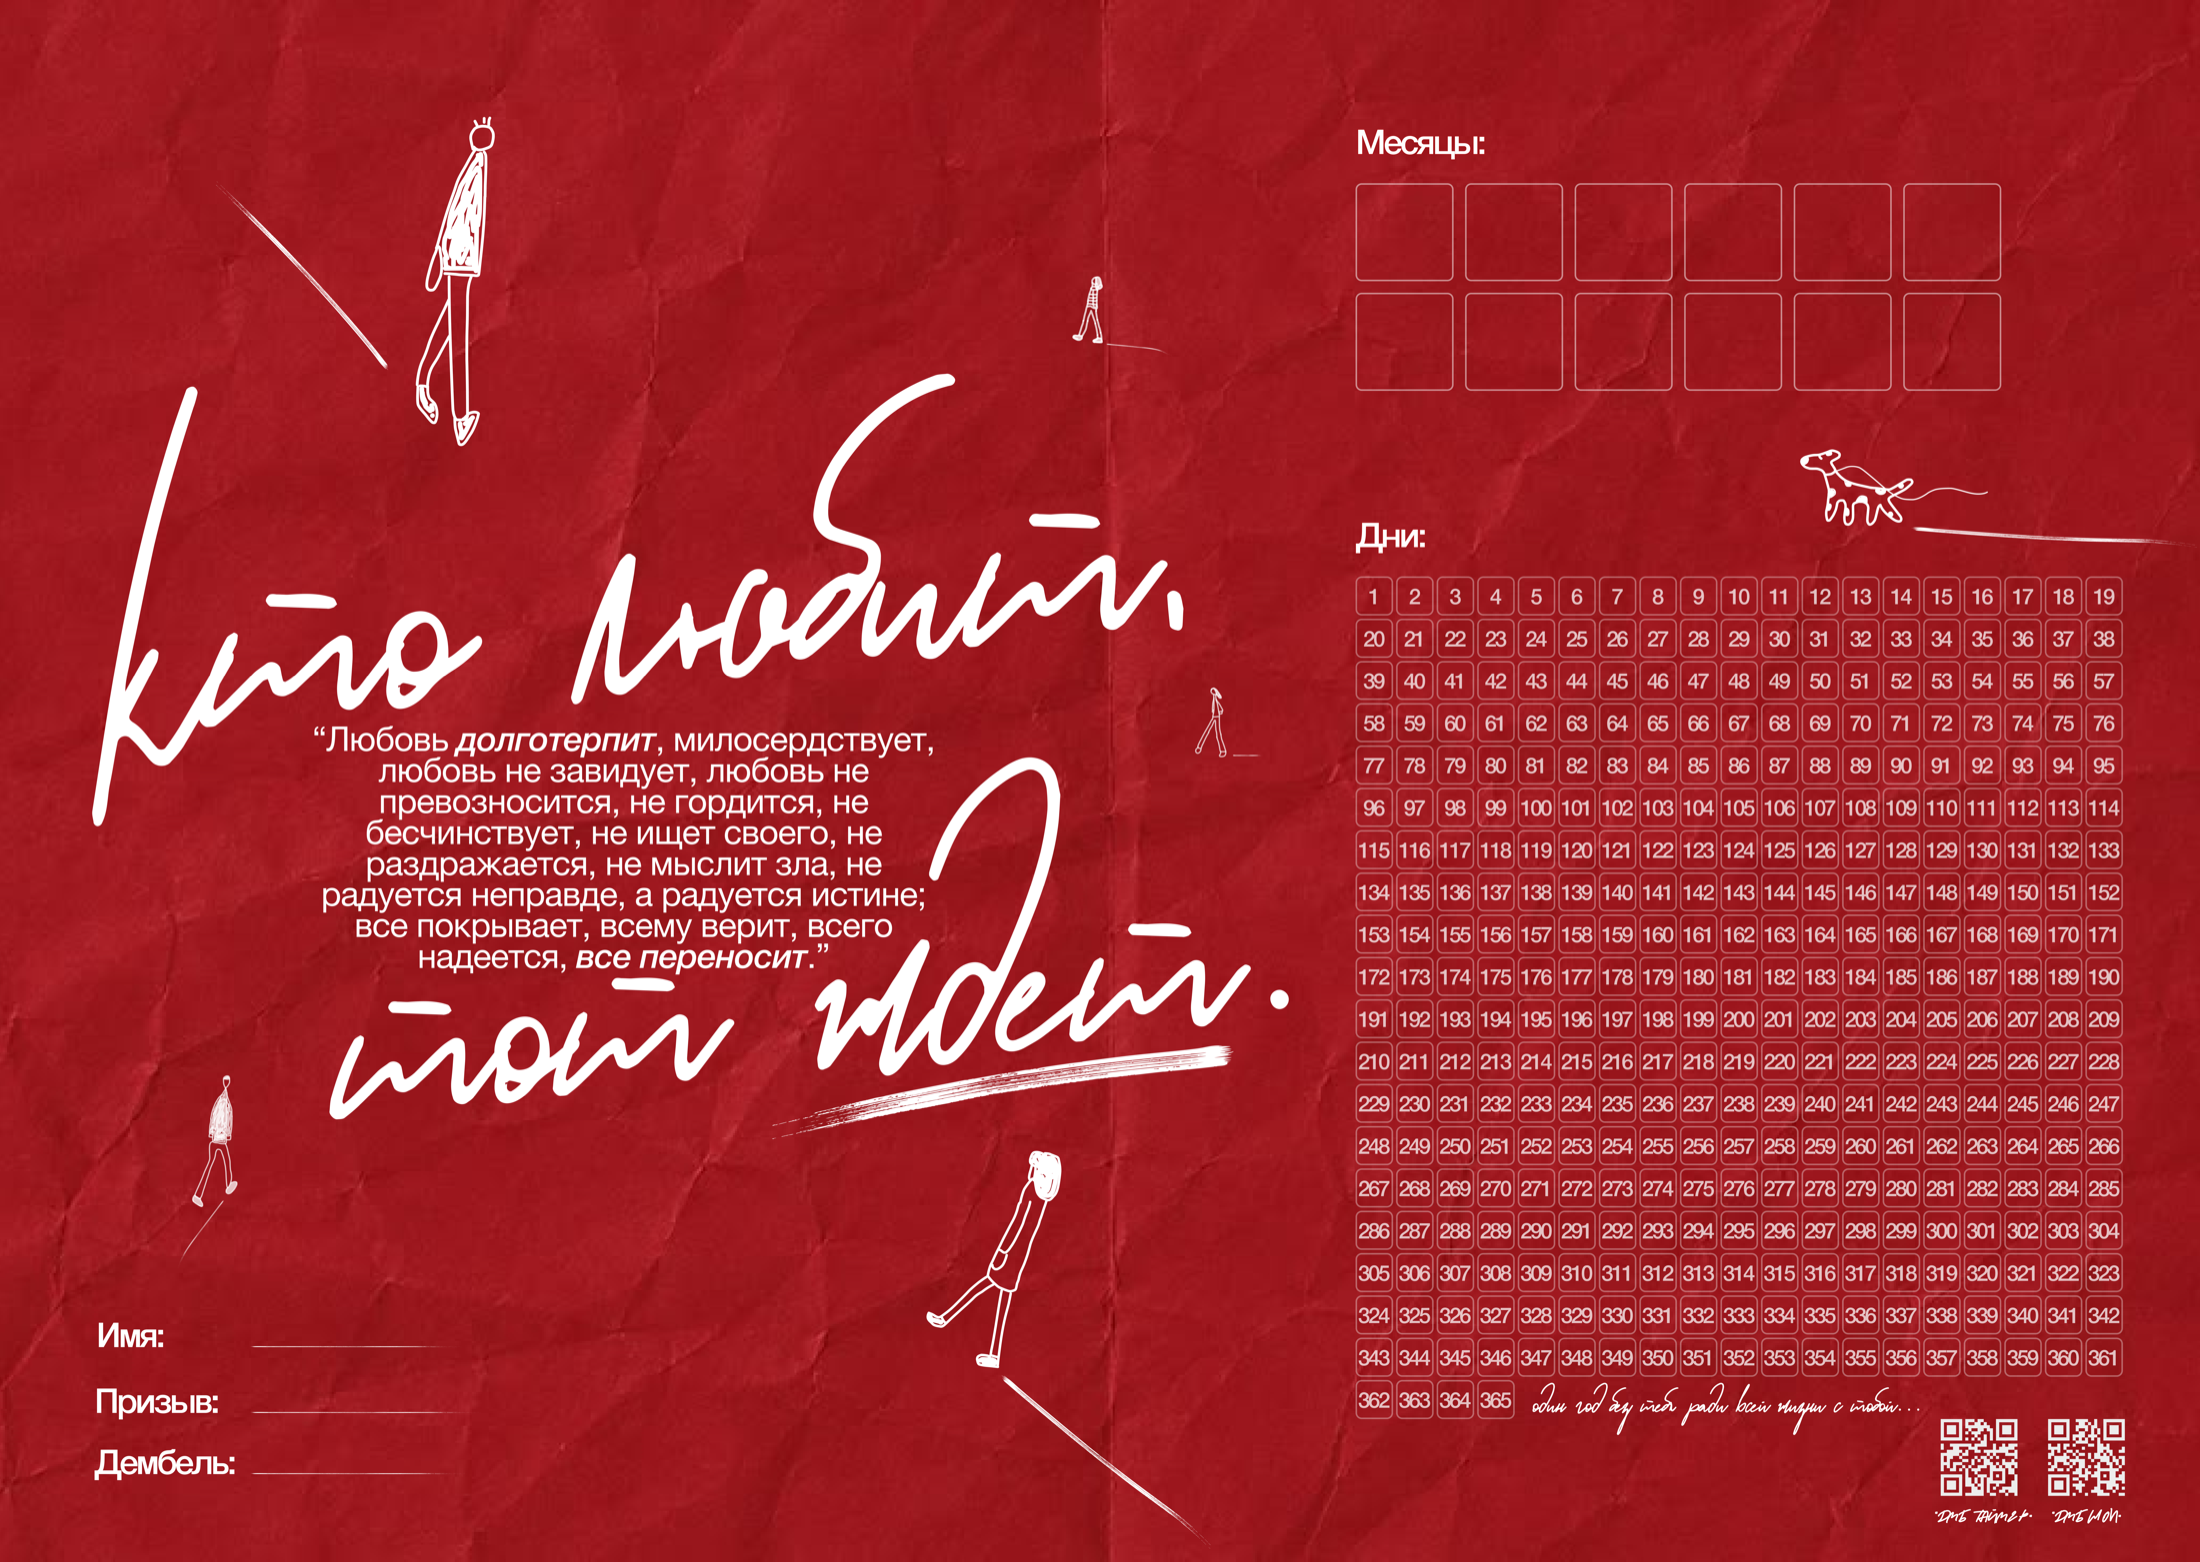 кто любит,
“Любовь долготерпит, милосердствует,
любовь не завидует, любовь не
превозносится, не гордится, не
бесчинствует, не ищет своего, не
раздражается, не мыслит зла, не
радуется неправде, а радуется истине;
все покрывает, всему верит, всего
надеется, все переносит.”
тот ждет.
Имя:
Призыв:
Дембель:
Месяцы:
Дни:
1 2 3 4 5 6 7 8 9 10 11 12 13 14 15 16 17 18 19
20 21 22 23 24 25 26 27 28 29 30 31 32 33 34 35 36 37 38
39 40 41 42 43 44 45 46 47 48 49 50 51 52 53 54 55 56 57
58 59 60 61 62 63 64 65 66 67 68 69 70 71 72 73 74 75 76
77 78 79 80 81 82 83 84 85 86 87 88 89 90 91 92 93 94 95
96 97 98 99 100 101 102 103 104 105 106 107 108 109 110 111 112 113 114
115 116 117 118 119 120 121 122 123 124 125 126 127 128 129 130 131 132 133
134 135 136 137 138 139 140 141 142 143 144 145 146 147 148 149 150 151 152
153 154 155 156 157 158 159 160 161 162 163 164 165 166 167 168 169 170 171
172 173 174 175 176 177 178 179 180 181 182 183 184 185 186 187 188 189 190
191 192 193 194 195 196 197 198 199 200 201 202 203 204 205 206 207 208 209
210 211 212 213 214 215 216 217 218 219 220 221 222 223 224 225 226 227 228
229 230 231 232 233 234 235 236 237 238 239 240 241 242 243 244 245 246 247
248 249 250 251 252 253 254 255 256 257 258 259 260 261 262 263 264 265 266
267 268 269 270 271 272 273 274 275 276 277 278 279 280 281 282 283 284 285
286 287 288 289 290 291 292 293 294 295 296 297 298 299 300 301 302 303 304
305 306 307 308 309 310 311 312 313 314 315 316 317 318 319 320 321 322 323
324 325 326 327 328 329 330 331 332 333 334 335 336 337 338 339 340 341 342
343 344 345 346 347 348 349 350 351 352 353 354 355 356 357 358 359 360 361
362 363 364 365 один год без тебя ради всей жизни с тобой...
"ДМБ ТАЙМЕР" "ДМБ ШОП"